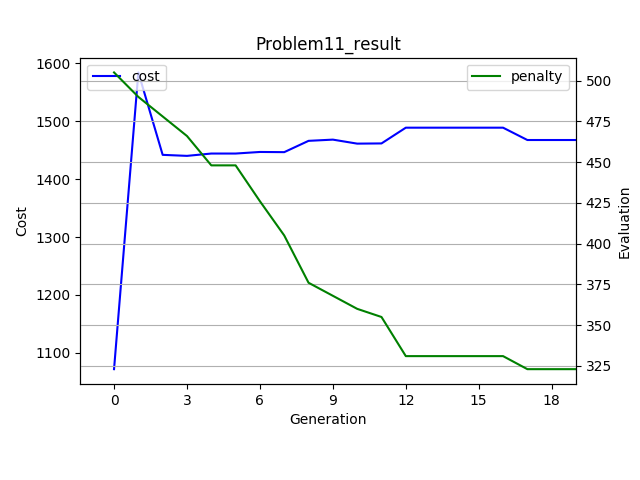 Problem11_result
cost
penalty
1600
1500
1400
1300
1200
1100
500
475
450
425
400
375
350
325
Cost
Evaluation
0 3 6 9 12 15 18
Generation